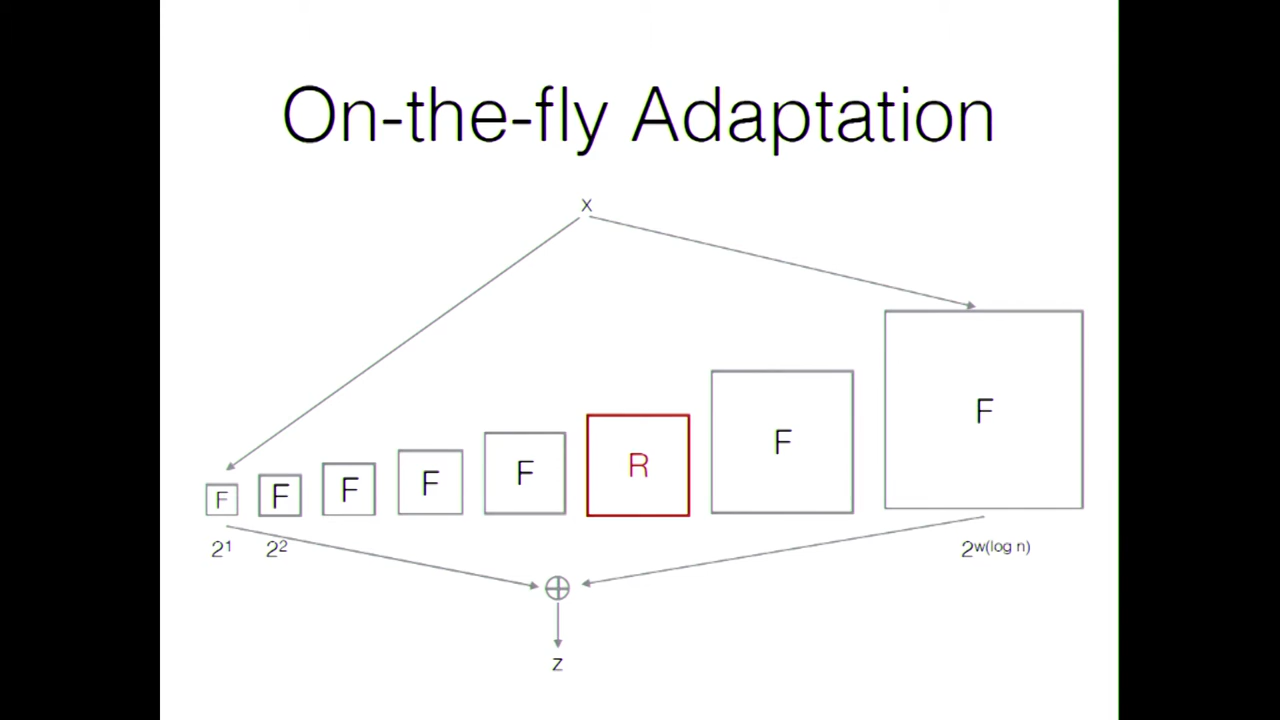 On-the-fly Adaptation
x
F F F F F R F F
2¹ 2² 2ʷ⁽ˡᵒᵍ ⁿ⁾
⊕
z